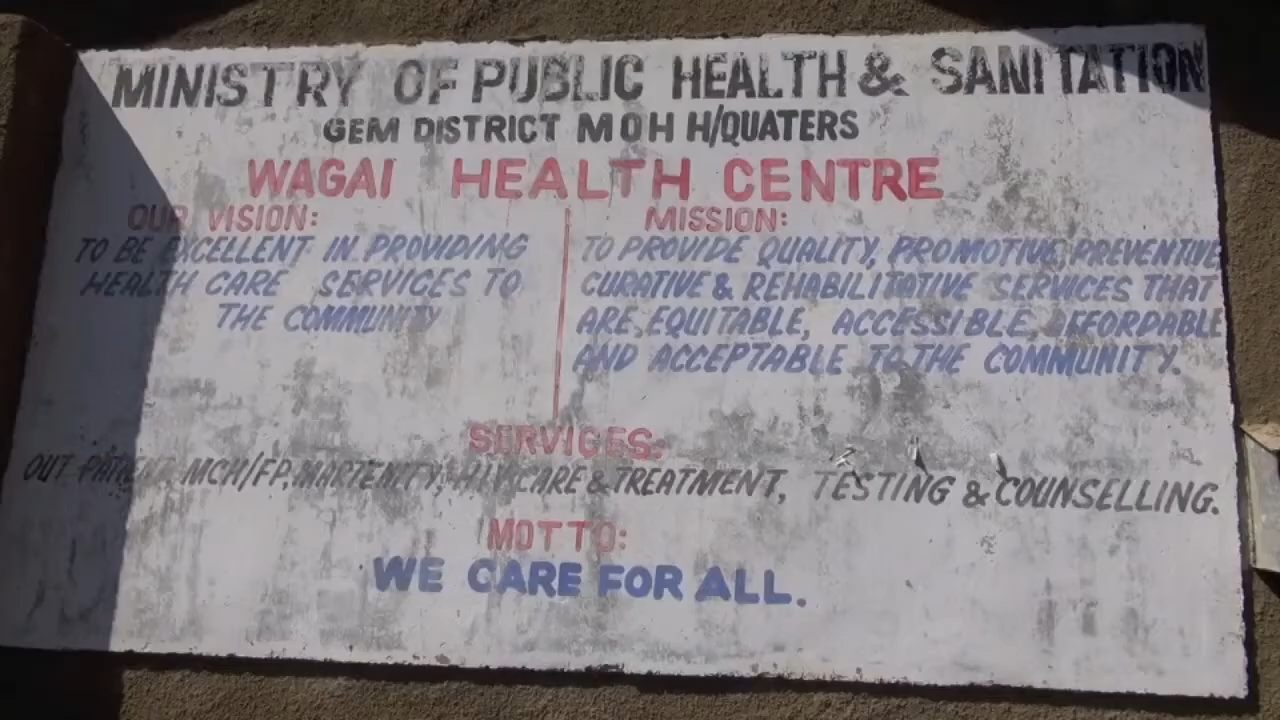 MINISTRY OF PUBLIC HEALTH & SANITATION
GEM DISTRICT MOH H/QUATERS
WAGAI HEALTH CENTRE
OUR VISION:
TO BE EXCELLENT IN PROVIDING
HEALTH CARE SERVICES TO
THE COMMUNITY
MISSION:
TO PROVIDE QUALITY, PROMOTIVE, PREVENTIVE
CURATIVE & REHABILITATIVE SERVICES THAT
ARE, EQUITABLE, ACCESSIBLE, AFFORDABLE
AND ACCEPTABLE TO THE COMMUNITY.
SERVICES:
OUT PATIENT, MCH/FP, MARTENITY, HIV CARE & TREATMENT, TESTING & COUNSELLING.
MOTTO:
WE CARE FOR ALL.